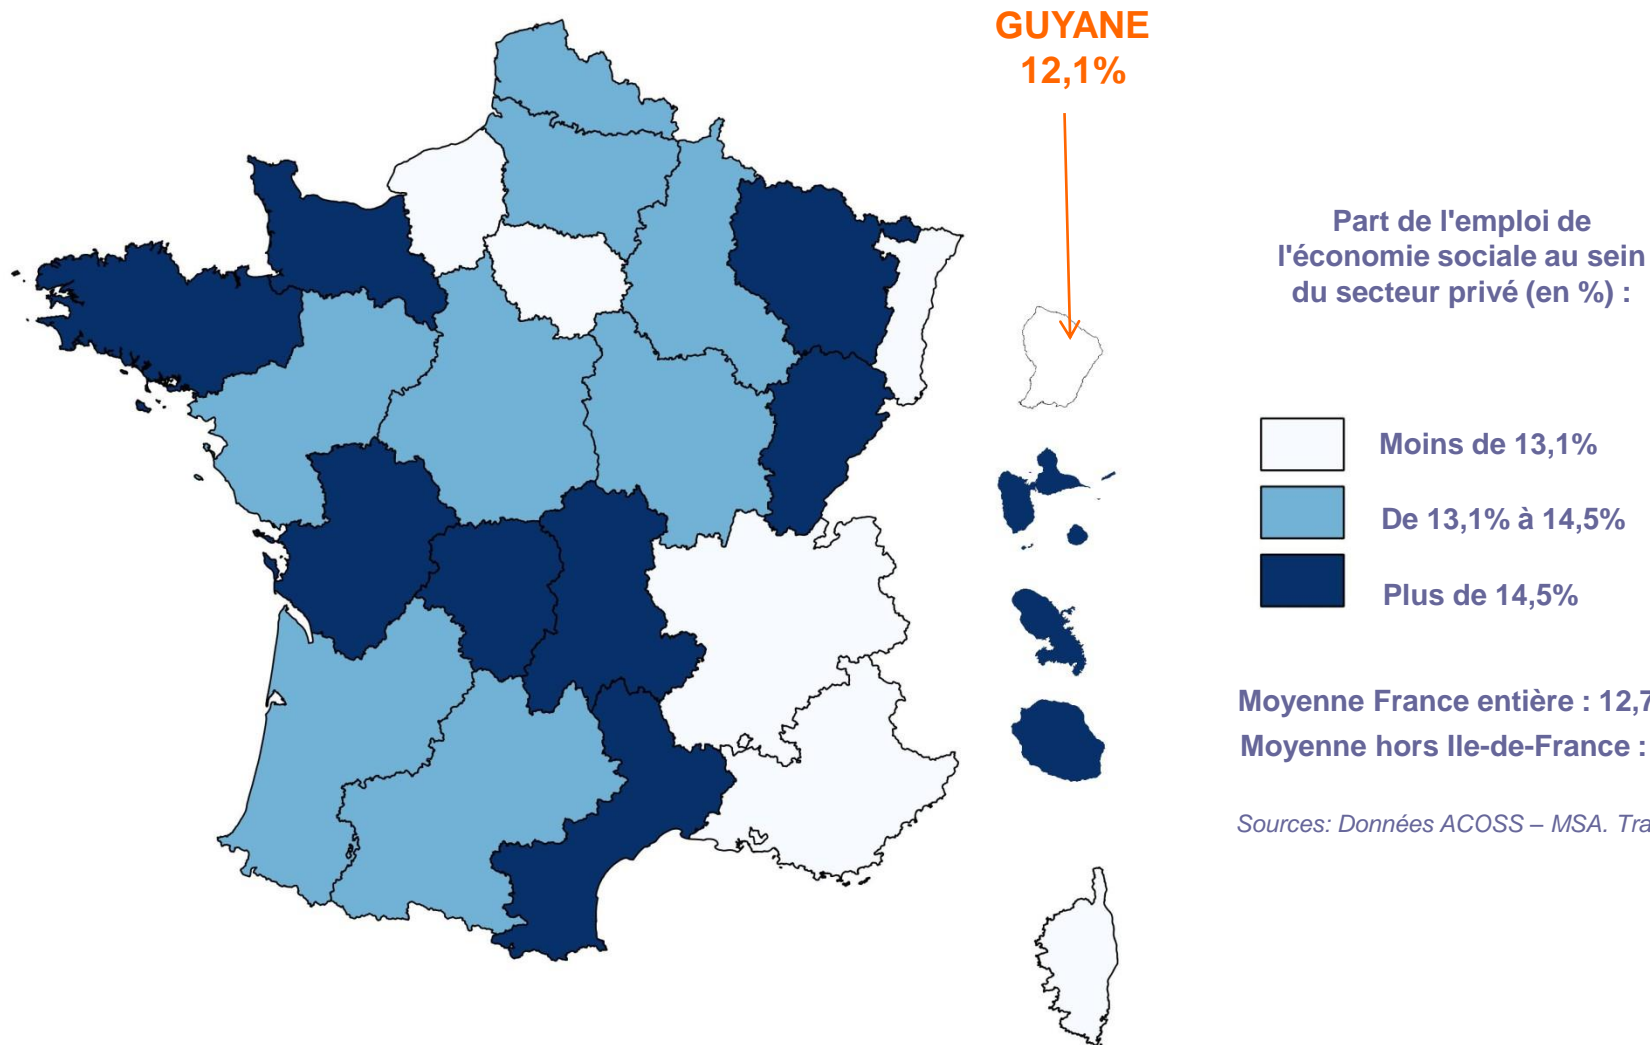 GUYANE
12,1%
Part de l'emploi de
l'économie sociale au sein
du secteur privé (en %) :
Moins de 13,1%
De 13,1% à 14,5%
Plus de 14,5%
Moyenne France entière : 12,7
Moyenne hors Ile-de-France :
Sources: Données ACOSS – MSA. Tra